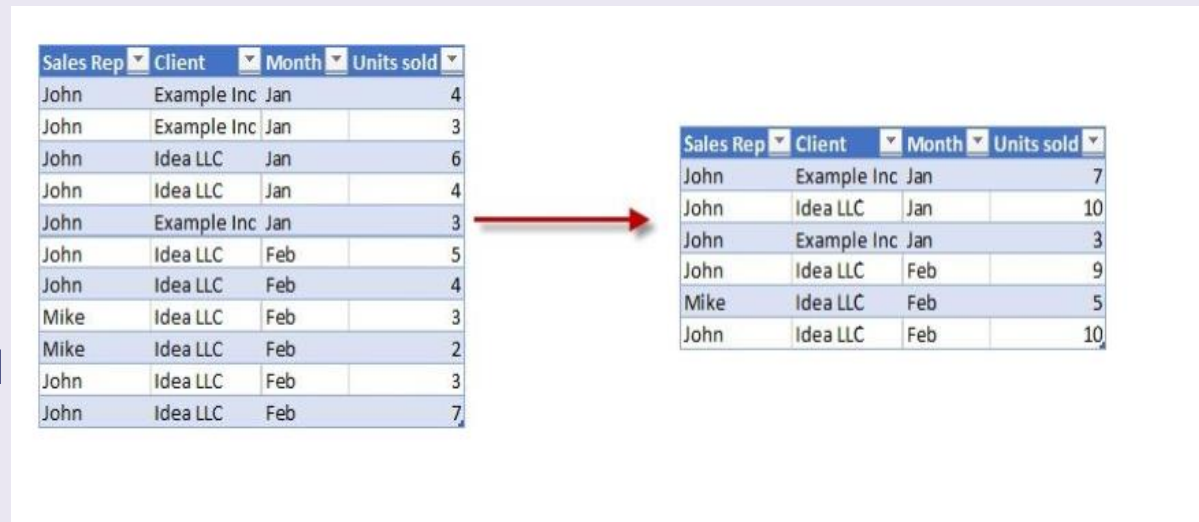 Sales Rep Client Month Units sold
John Example Inc Jan 4
John Example Inc Jan 3
John Idea LLC Jan 6
John Idea LLC Jan 4
John Example Inc Jan 3
John Idea LLC Feb 5
John Idea LLC Feb 4
Mike Idea LLC Feb 3
Mike Idea LLC Feb 2
John Idea LLC Feb 3
John Idea LLC Feb 7
Sales Rep Client Month Units sold
John Example Inc Jan 7
John Idea LLC Jan 10
John Example Inc Jan 3
John Idea LLC Feb 9
Mike Idea LLC Feb 5
John Idea LLC Feb 10